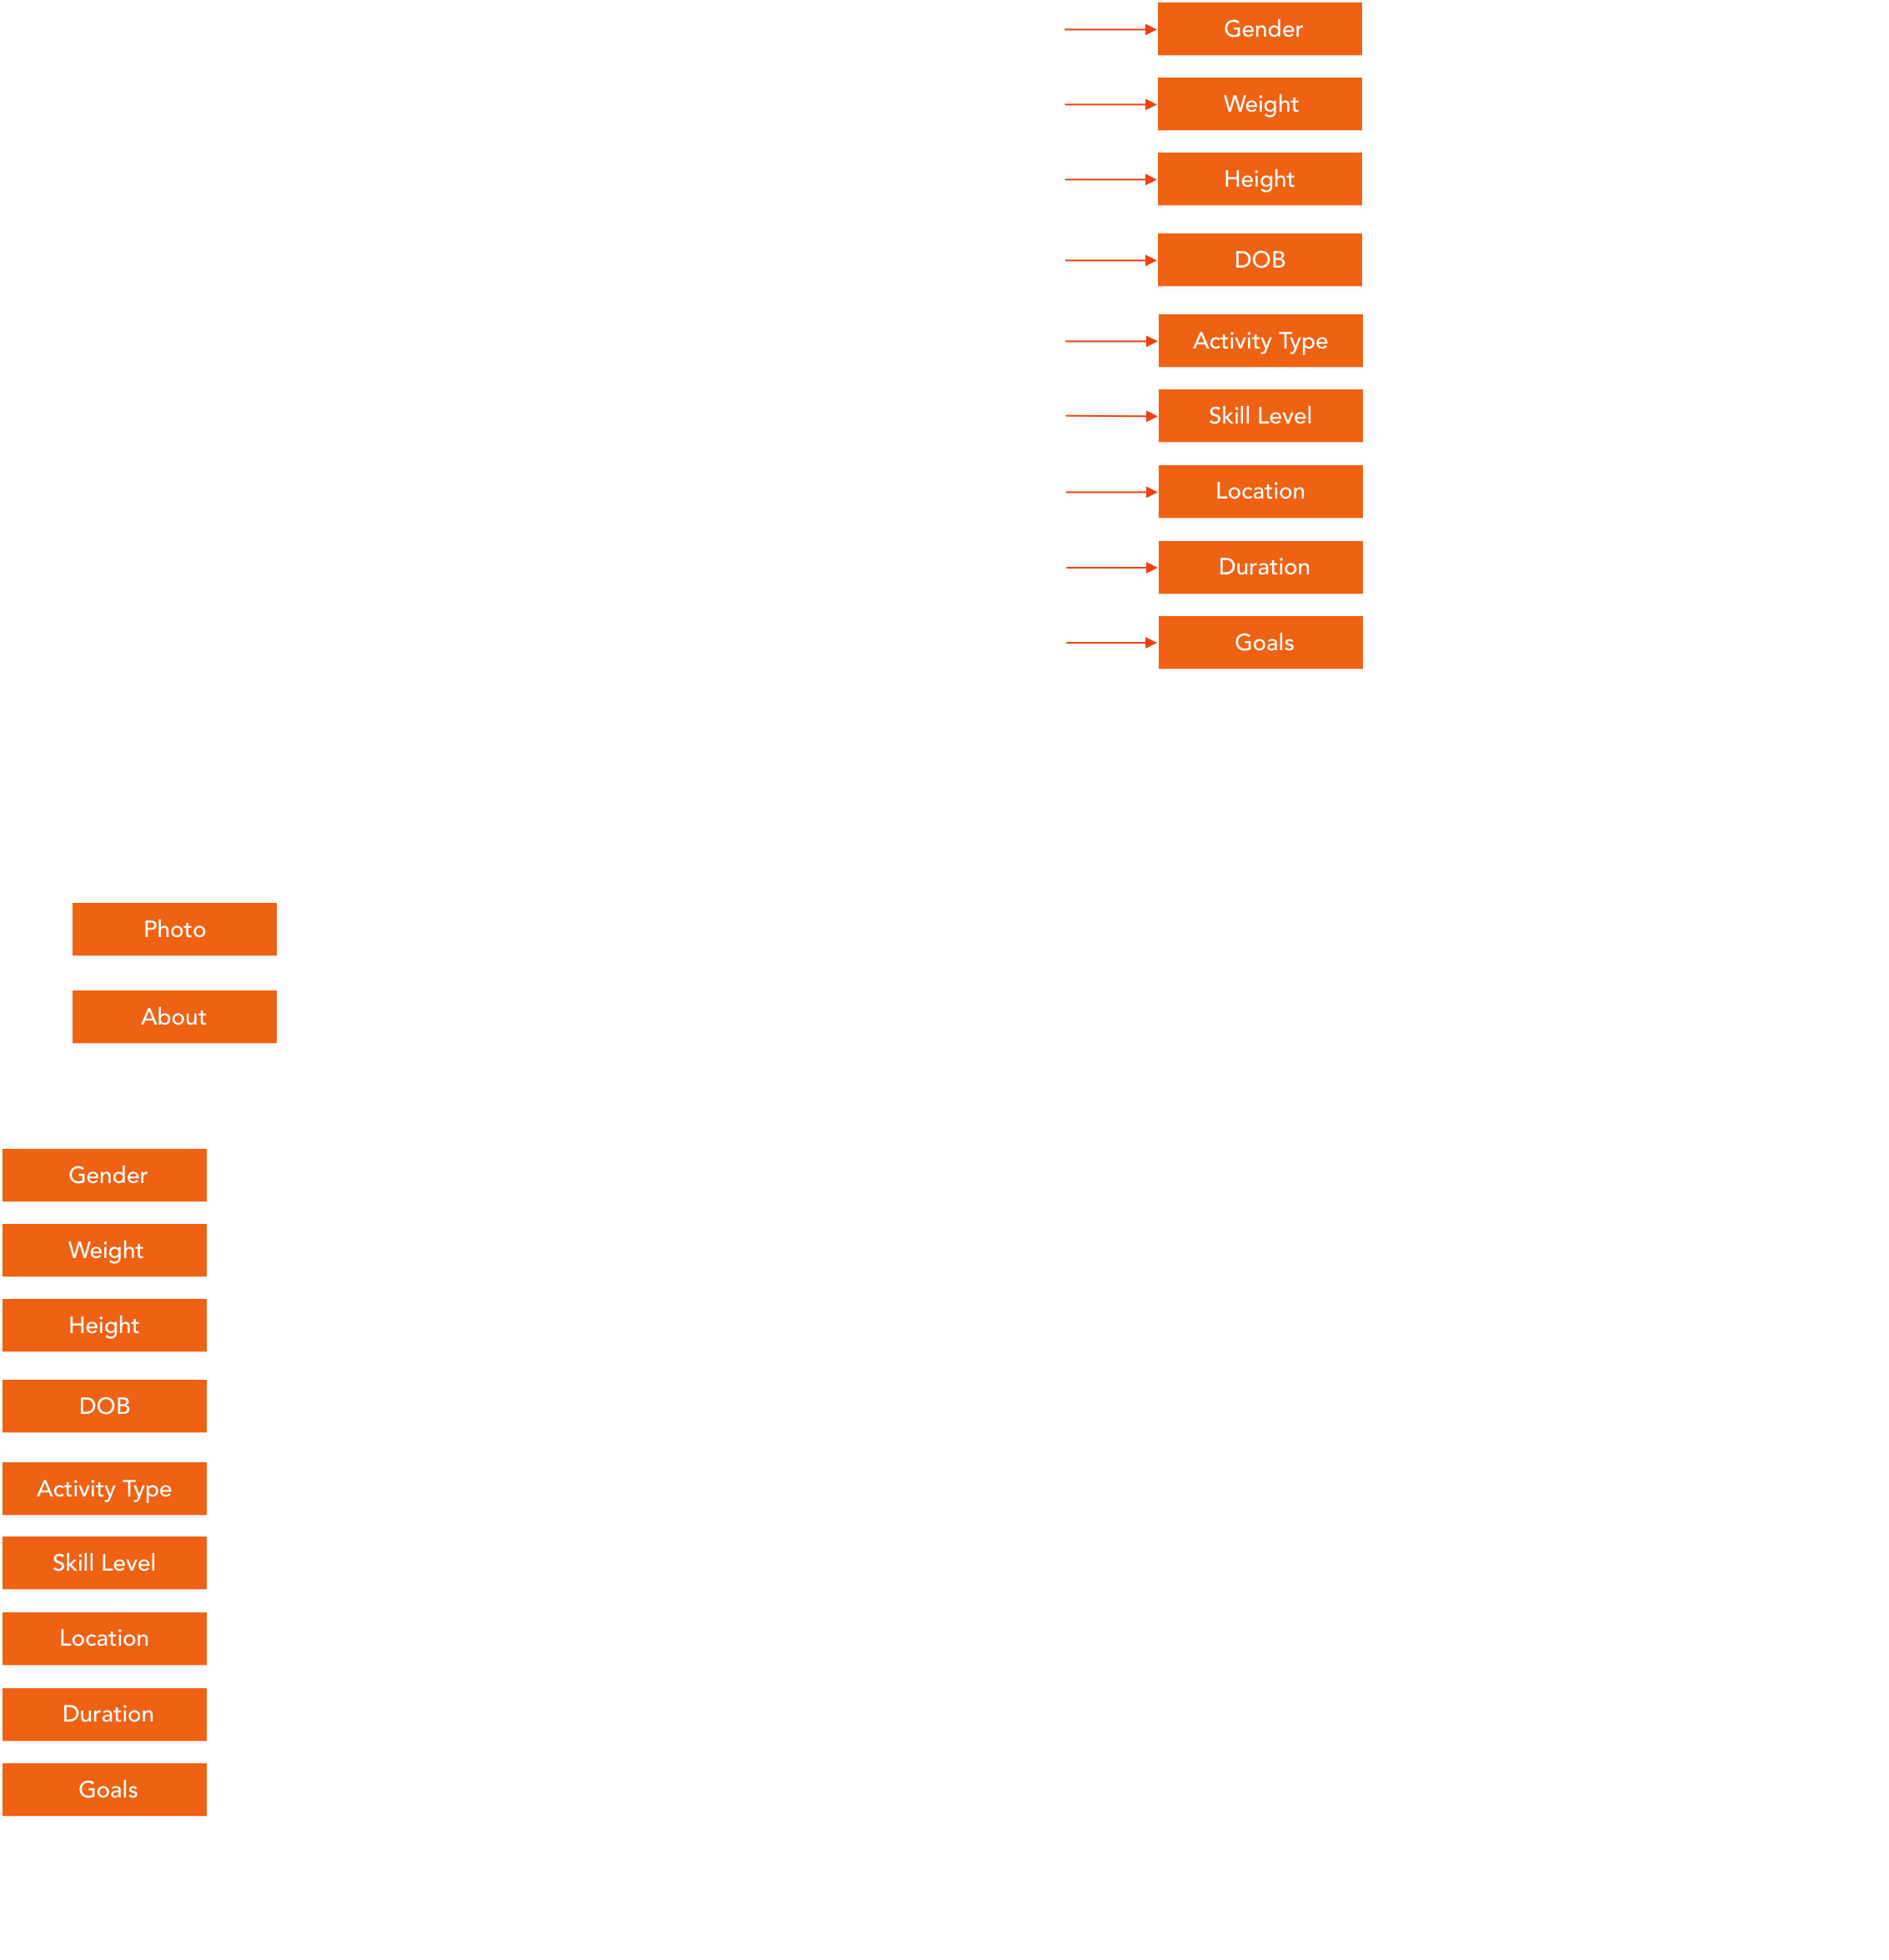 Gender
Weight
Height
DOB
Activity Type
Skill Level
Location
Duration
Goals
Photo
About
Gender
Weight
Height
DOB
Activity Type
Skill Level
Location
Duration
Goals